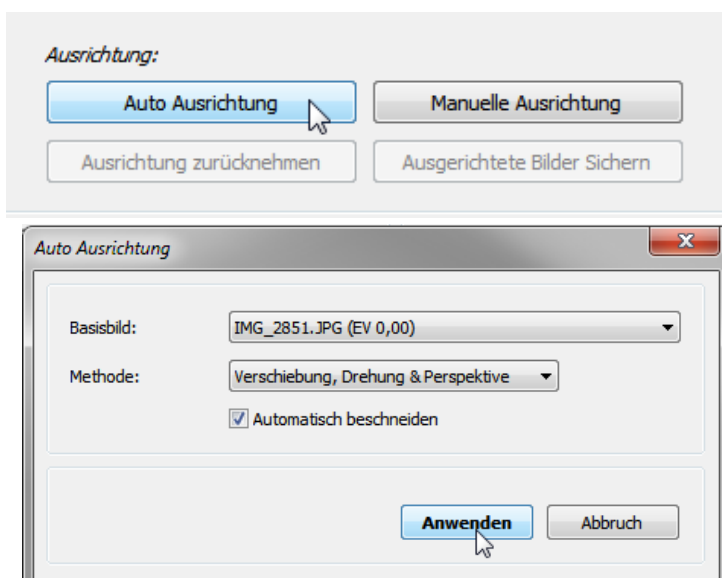 Ausrichtung:
Auto Ausrichtung Manuelle Ausrichtung
Ausrichtung zurücknehmen Ausgerichtete Bilder Sichern
Auto Ausrichtung
Basisbild: IMG_2851.JPG (EV 0,00)
Methode: Verschiebung, Drehung & Perspektive
Automatisch beschneiden
Anwenden Abbruch